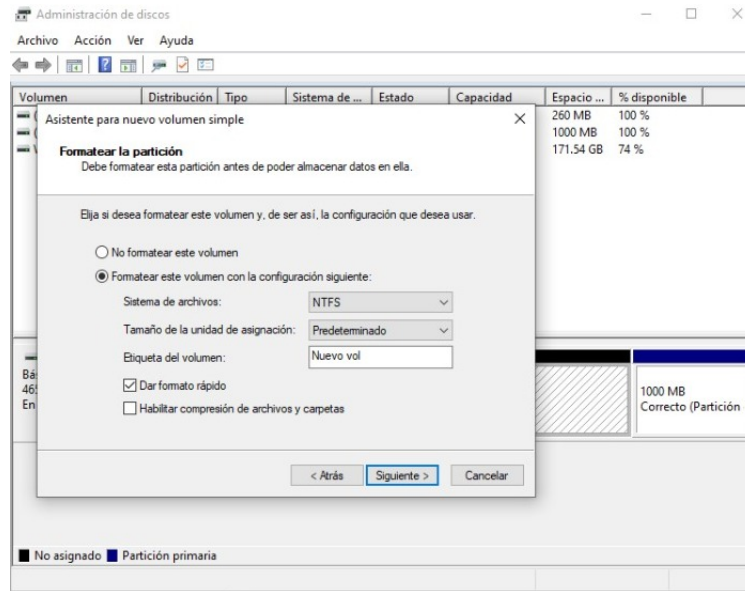 Administración de discos
Archivo Acción Ver Ayuda
Volumen Distribución Tipo Sistema de ... Estado Capacidad Espacio ... % disponible
260 MB 100 %
1000 MB 100 %
171.54 GB 74 %
Asistente para nuevo volumen simple
Formatear la partición
Debe formatear esta partición antes de poder almacenar datos en ella.
Elija si desea formatear este volumen y, de ser así, la configuración que desea usar.
No formatear este volumen
Formatear este volumen con la configuración siguiente:
Sistema de archivos: NTFS
Tamaño de la unidad de asignación: Predeterminado
Etiqueta del volumen: Nuevo vol
Dar formato rápido
Habilitar compresión de archivos y carpetas
< Atrás Siguiente > Cancelar
Bá
465
En
1000 MB
Correcto (Partición
No asignado Partición primaria